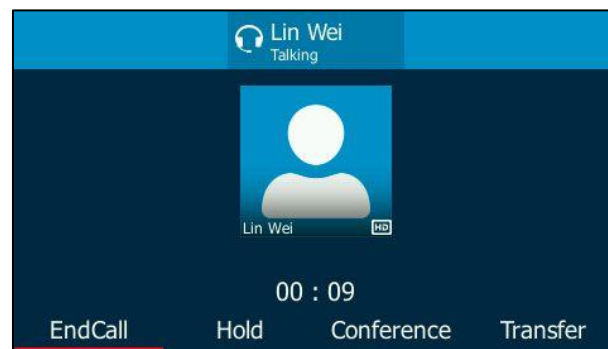 Lin Wei
Talking
Lin Wei HD
00 : 09
EndCall Hold Conference Transfer